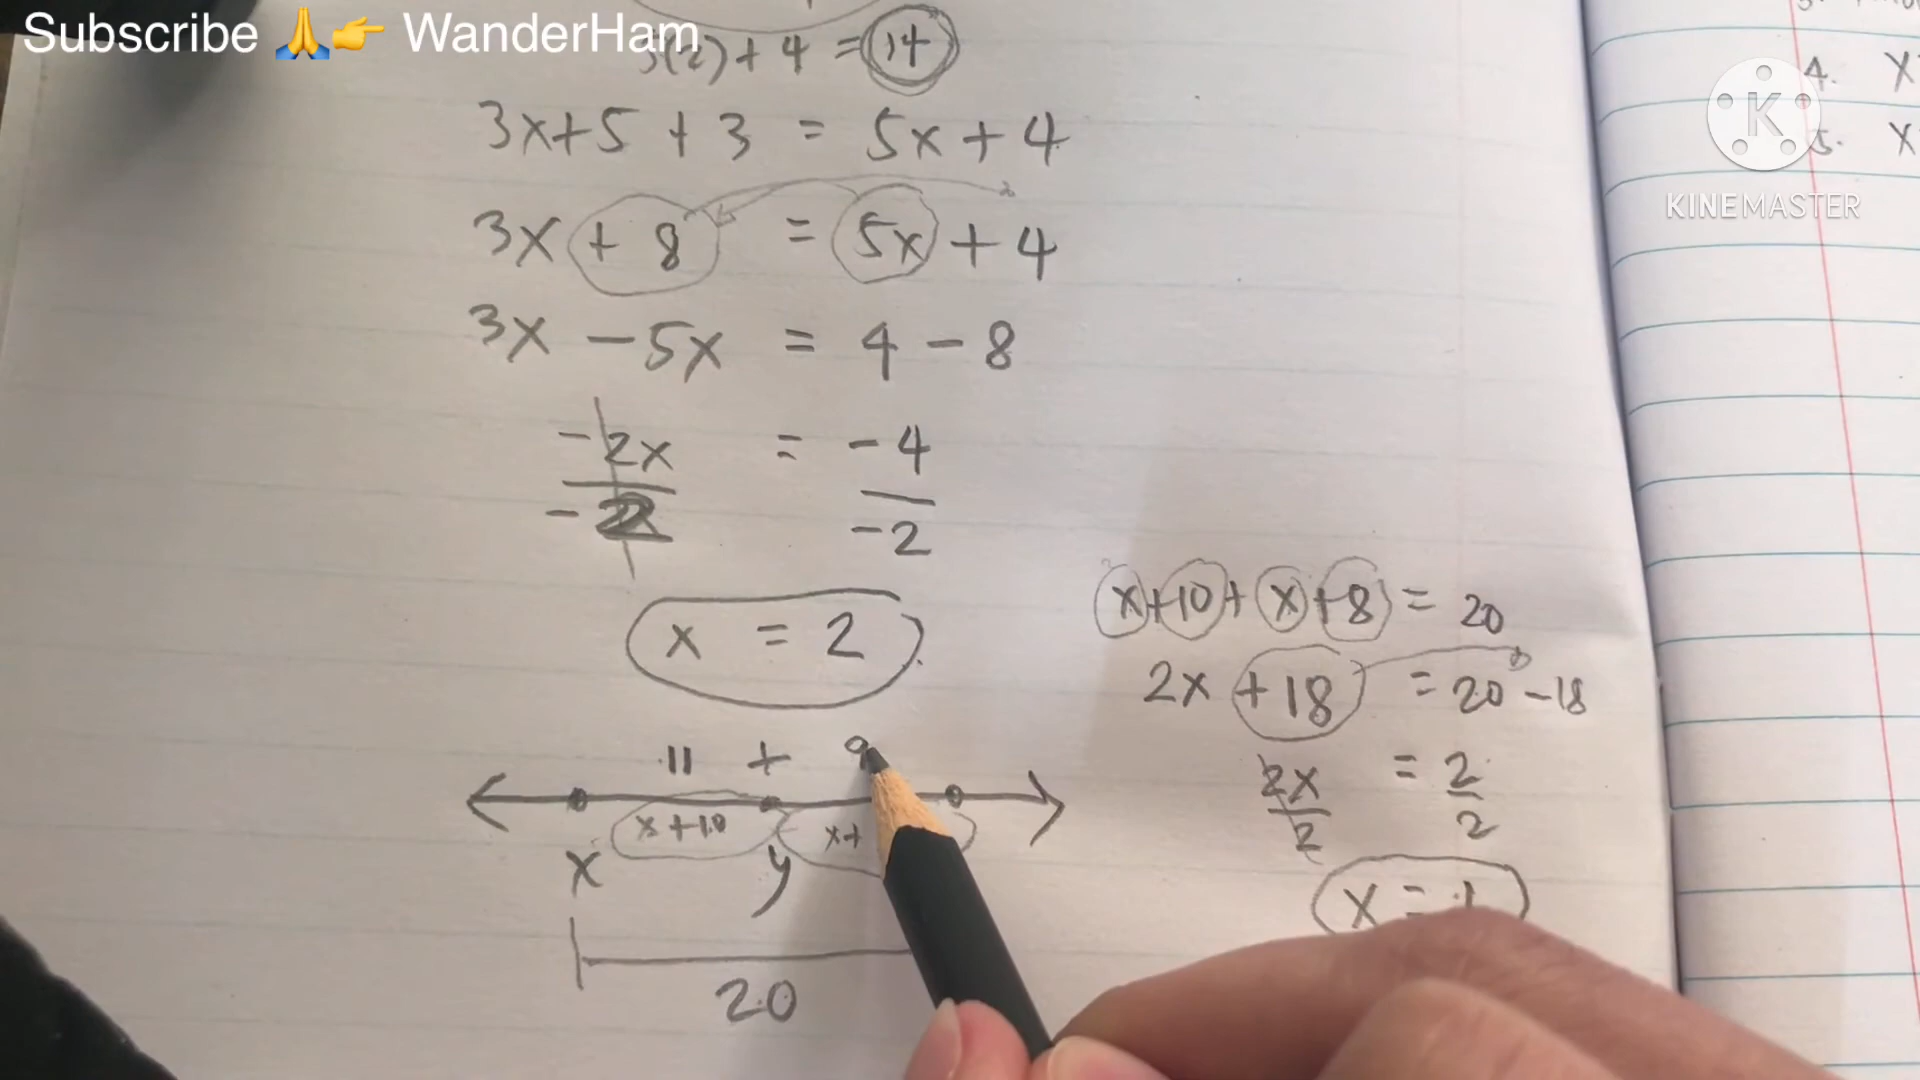 Subscribe 🙏👉 WanderHam
(2) + 4 = 14
3x+5 + 3 = 5x + 4
3x + 8 = 5x + 4
3x - 5x = 4 - 8
-2x = -4
-2 -2
x = 2
11 + 9
x+10 x+
x y
20
x+10 + x+8 = 20
2x + 18 = 20 - 18
2x = 2
2 2
x = 1
4. X
5. X
K
KINEMASTER